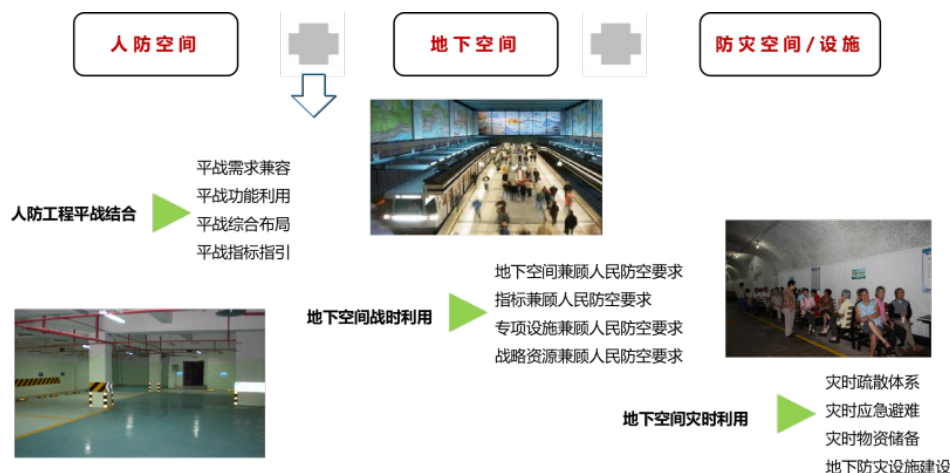 人防空间
地下空间
防灾空间/设施
人防工程平战结合
平战需求兼容
平战功能利用
平战综合布局
平战指标指引
地下空间战时利用
地下空间兼顾人民防空要求
指标兼顾人民防空要求
专项设施兼顾人民防空要求
战略资源兼顾人民防空要求
地下空间灾时利用
灾时疏散体系
灾时应急避难
灾时物资储备
地下防灾设施建设